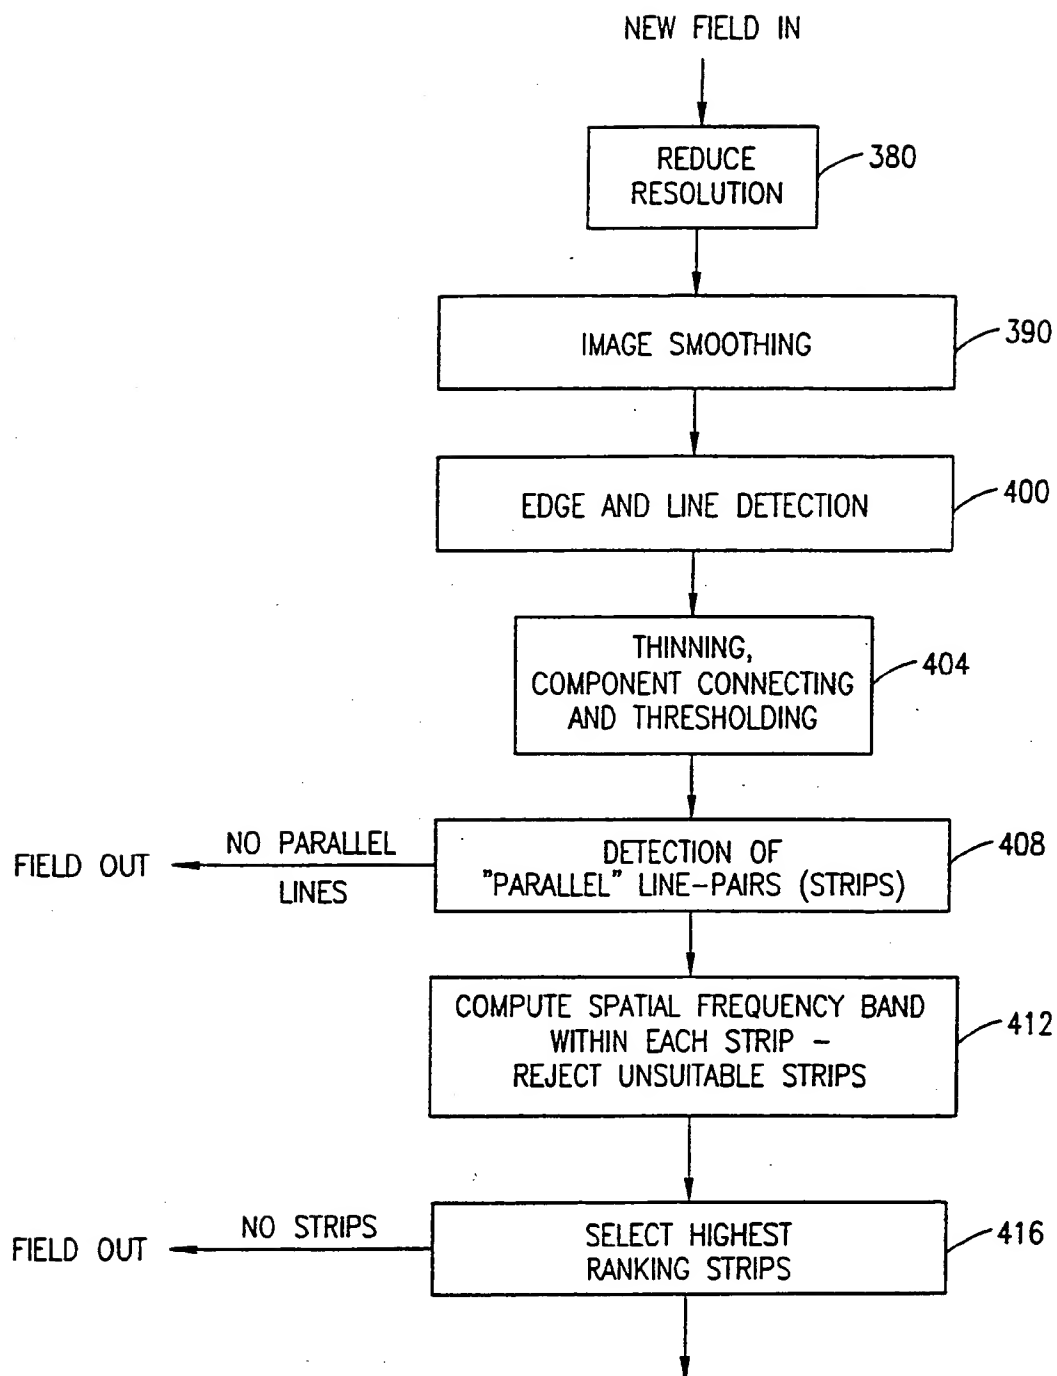 NEW FIELD IN
REDUCE
RESOLUTION
380
IMAGE SMOOTHING
390
EDGE AND LINE DETECTION
400
THINNING,
COMPONENT CONNECTING
AND THRESHOLDING
404
FIELD OUT
NO PARALLEL
LINES
DETECTION OF
"PARALLEL" LINE-PAIRS (STRIPS)
408
COMPUTE SPATIAL FREQUENCY BAND
WITHIN EACH STRIP –
REJECT UNSUITABLE STRIPS
412
FIELD OUT
NO STRIPS
SELECT HIGHEST
RANKING STRIPS
416